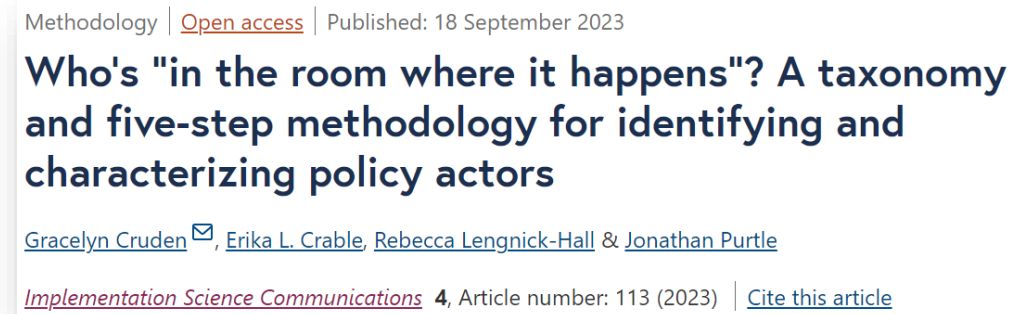 Methodology | Open access | Published: 18 September 2023
Who's "in the room where it happens"? A taxonomy
and five-step methodology for identifying and
characterizing policy actors
Gracelyn Cruden, Erika L. Crable, Rebecca Lengnick-Hall & Jonathan Purtle
Implementation Science Communications 4, Article number: 113 (2023) | Cite this article